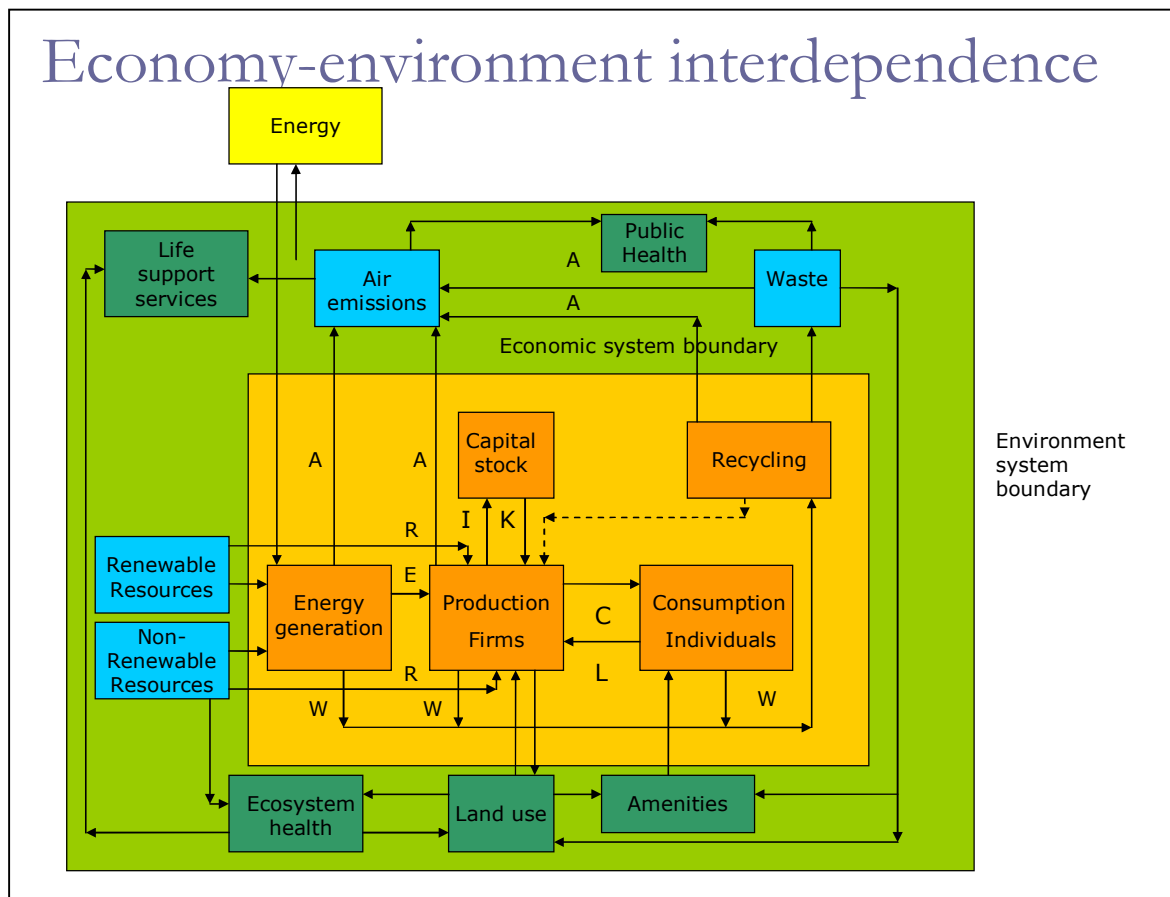 Economy-environment interdependence
Energy
Life
support
services
Air
emissions
Public
Health
Waste
A
A
Economic system boundary
Capital
stock
Recycling
Environment
system
boundary
A
A
I
K
R
Renewable
Resources
E
Energy
generation
Production
Firms
C
L
Consumption
Individuals
Non-
Renewable
Resources
R
W
W
W
Ecosystem
health
Land use
Amenities